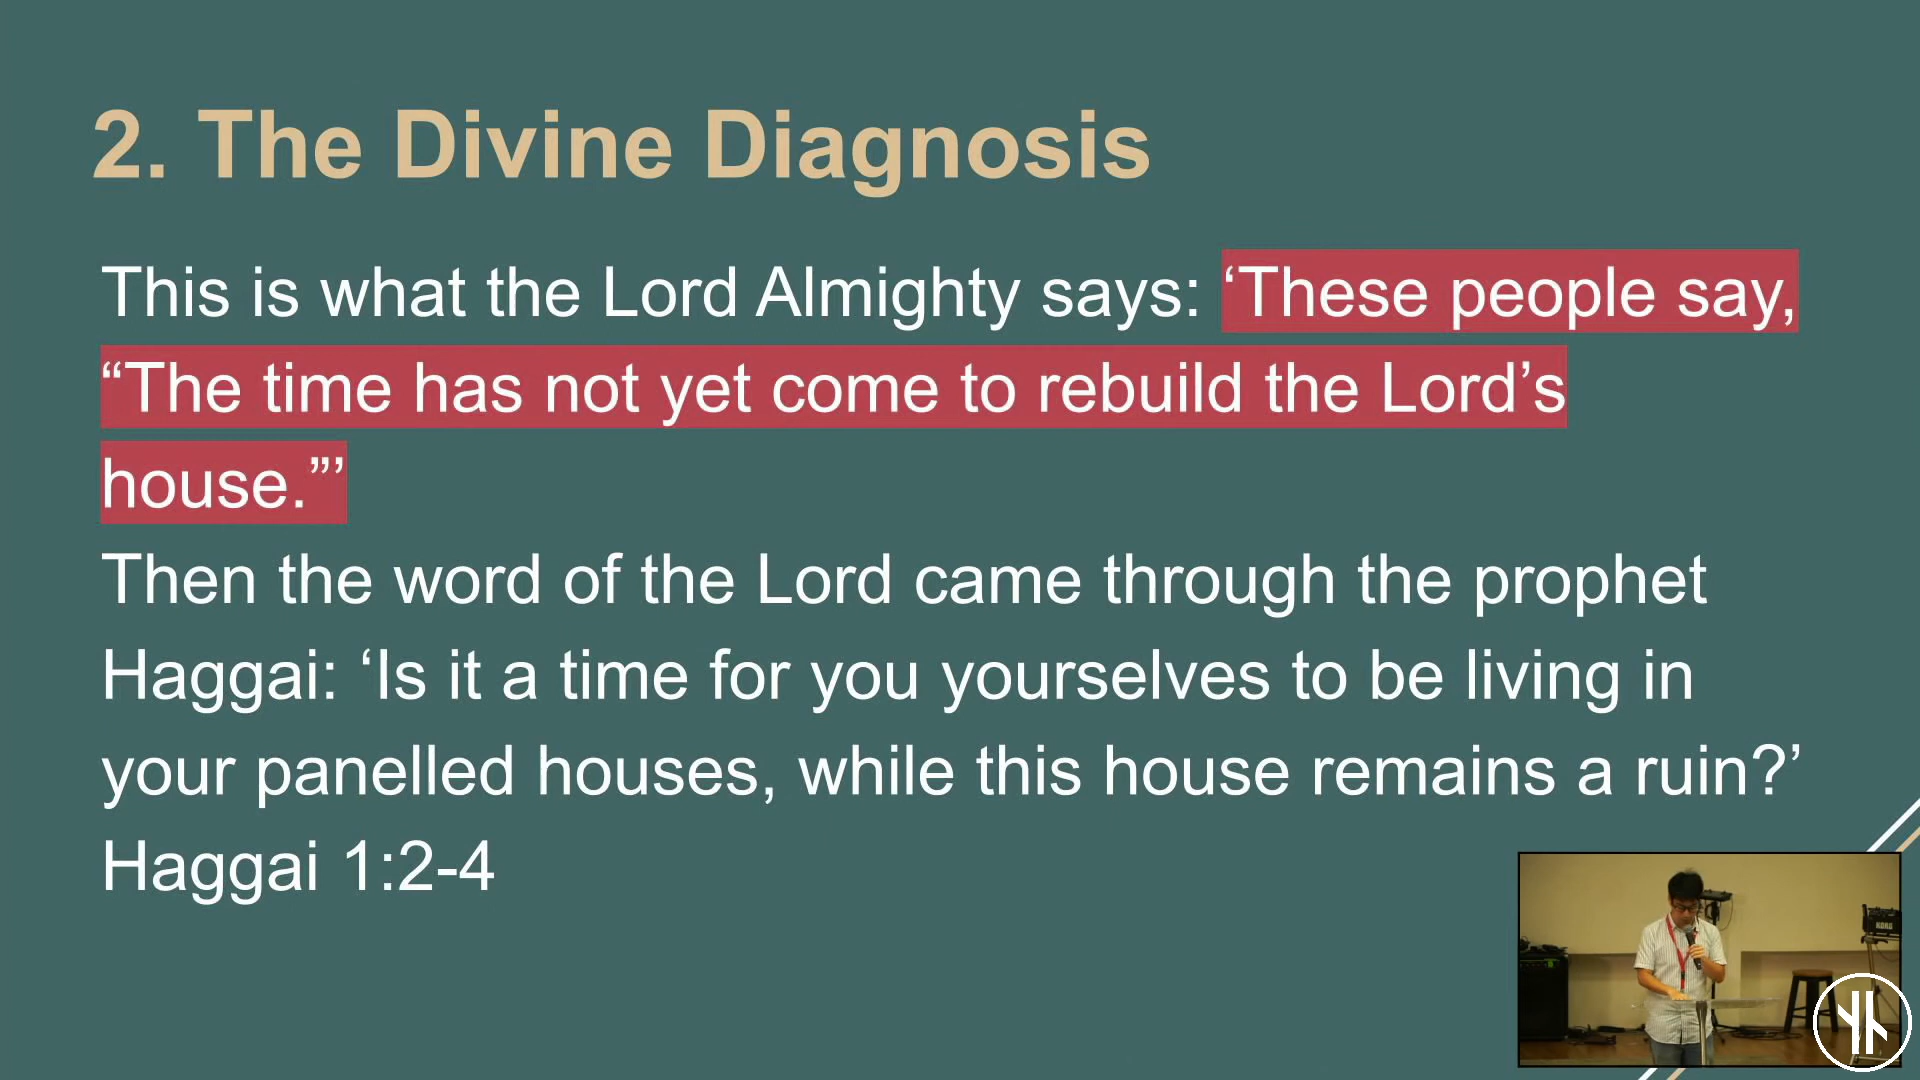 2. The Divine Diagnosis
This is what the Lord Almighty says: ‘These people say,
“The time has not yet come to rebuild the Lord’s
house.”’
Then the word of the Lord came through the prophet
Haggai: ‘Is it a time for you yourselves to be living in
your panelled houses, while this house remains a ruin?’
Haggai 1:2-4
KORG